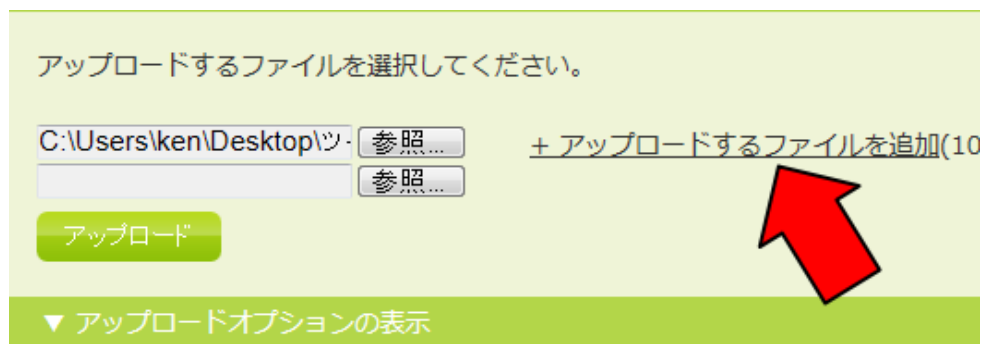 アップロードするファイルを選択してください。
C:\Users\ken\Desktop\ツ 参照... + アップロードするファイルを追加(10
参照...
アップロード
▼ アップロードオプションの表示